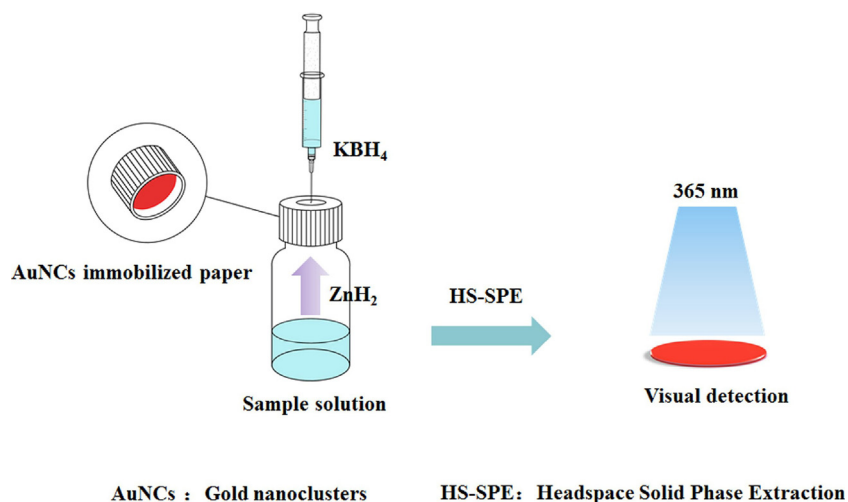 KBH4
AuNCs immobilized paper
ZnH2
Sample solution
HS-SPE
365 nm
Visual detection
AuNCs : Gold nanoclusters
HS-SPE: Headspace Solid Phase Extraction